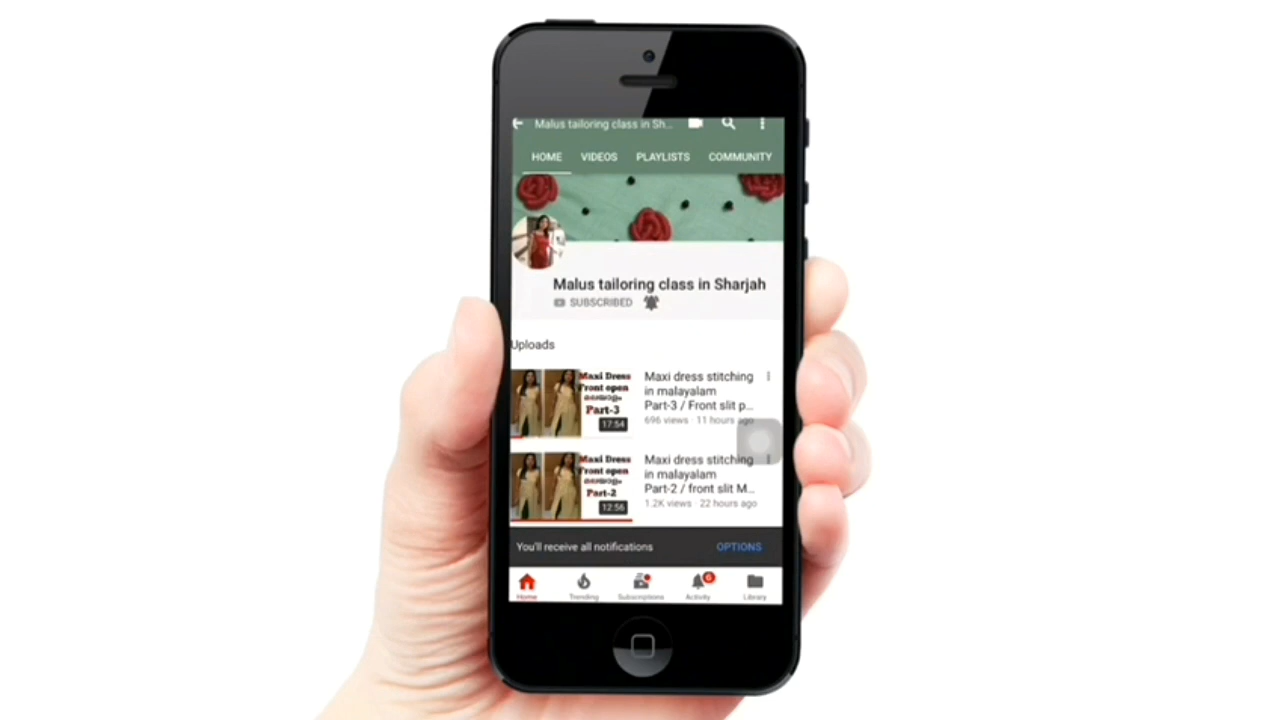 Malus tailoring class in Sh...
HOME VIDEOS PLAYLISTS COMMUNITY
Malus tailoring class in Sharjah
SUBSCRIBED
Uploads
Maxi Dress
Front open
മലയാളം
Part-3
17:54
Maxi dress stitching
in malayalam
Part-3 / Front slit p...
696 views · 11 hours ago
Maxi Dress
Front open
മലയാളം
Part-2
12:56
Maxi dress stitching
in malayalam
Part-2 / front slit M...
1.2K views · 22 hours ago
You'll receive all notifications OPTIONS
6
Home Trending Subscriptions Activity Library